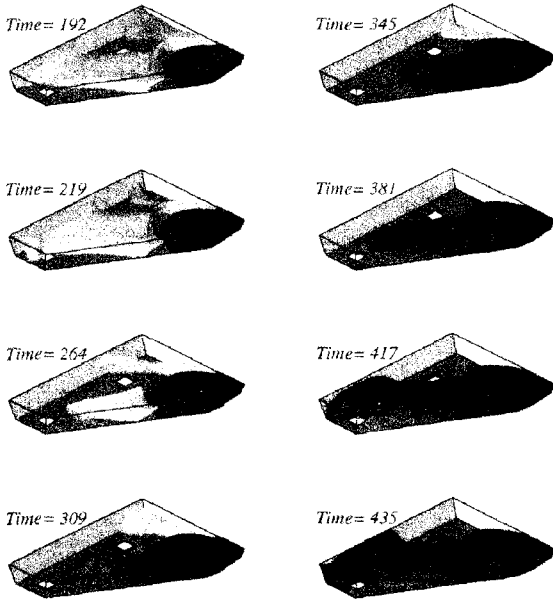 Time= 192
Time= 345
Time= 219
Time= 381
Time= 264
Time= 417
Time= 309
Time= 435